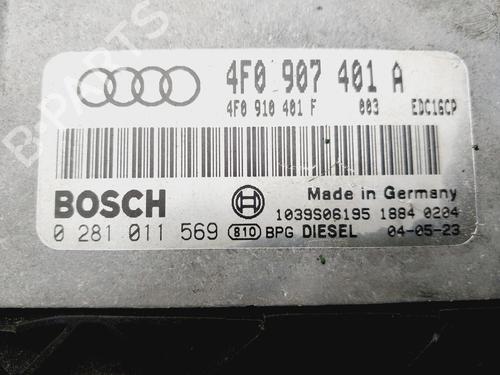 4F0 907 401 A
4F0 910 401 F 003 EDC16CP
BOSCH
Made in Germany
1039S06195 1884 0204
0 281 011 569 810 BPG DIESEL 04-05-23
B-PARTS